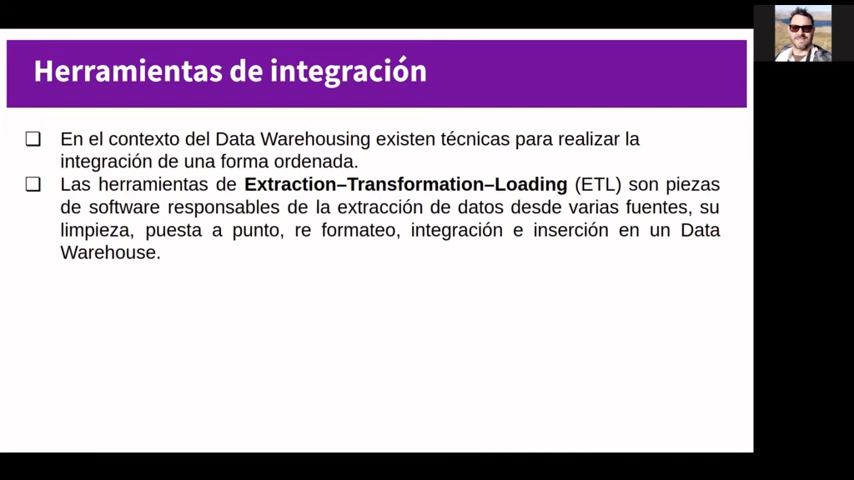 Herramientas de integración
En el contexto del Data Warehousing existen técnicas para realizar la
integración de una forma ordenada.
Las herramientas de Extraction–Transformation–Loading (ETL) son piezas
de software responsables de la extracción de datos desde varias fuentes, su
limpieza, puesta a punto, re formateo, integración e inserción en un Data
Warehouse.